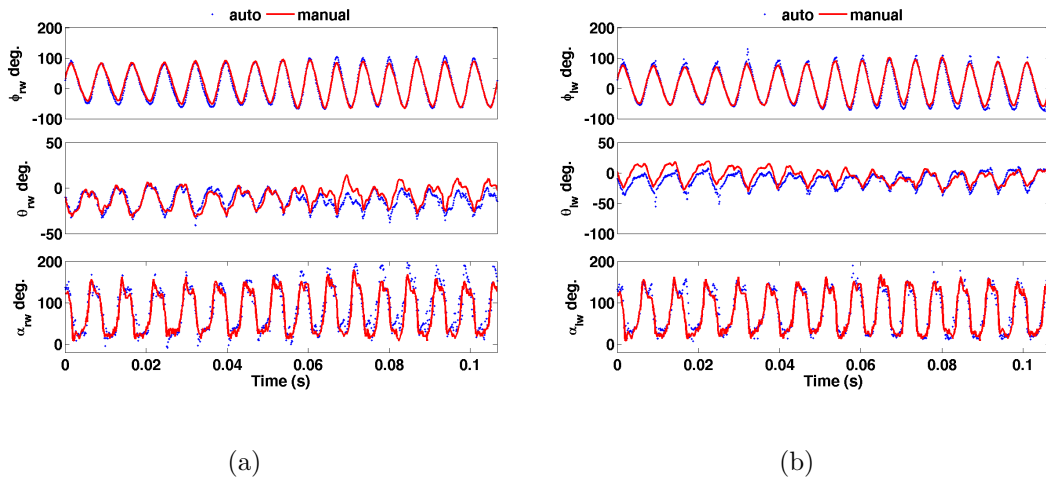 auto manual
200
100
0
-100
ϕrw deg.
50
0
-50
θrw deg.
200
100
0
αrw deg.
0 0.02 0.04 0.06 0.08 0.1
Time (s)
(a)
auto manual
200
100
0
-100
ϕlw deg.
50
0
-50
-100
θlw deg.
200
100
0
αlw deg.
0 0.02 0.04 0.06 0.08 0.1
Time (s)
(b)